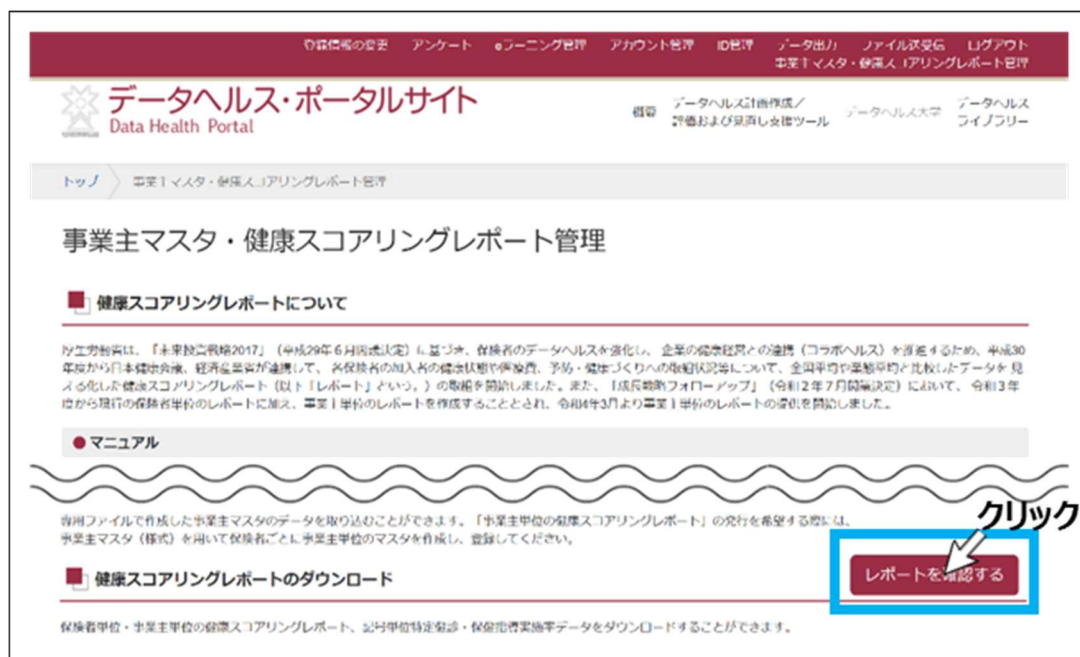 登録情報の変更 アンケート eラーニング管理 アカウント管理 ID管理 データ出力 ファイル送受信 ログアウト
事業主マスタ・健康スコアリングレポート管理
データヘルス・ポータルサイト
Data Health Portal
概要
データヘルス計画作成／
評価および見直し支援ツール
データヘルス大学
データヘルス
ライブラリー
トップ 事業主マスタ・健康スコアリングレポート管理
事業主マスタ・健康スコアリングレポート管理
健康スコアリングレポートについて
厚生労働省は、「未来投資戦略2017」（平成29年6月閣議決定）に基づき、保険者のデータヘルスを強化し、企業の健康経営との連携（コラボヘルス）を推進するため、平成30
年度から日本健康会議、経済産業省が連携して、各保険者の加入者の健康状態や医療費、予防・健康づくりへの取組状況等について、全国平均や業態平均と比較したデータを見
える化した健康スコアリングレポート（以下「レポート」という。）の取組を開始しました。また、「成長戦略フォローアップ」（令和2年7月閣議決定）において、令和3年
度から現行の保険者単位のレポートに加え、事業主単位のレポートを作成することとされ、令和4年3月より事業主単位のレポートの提供を開始しました。
マニュアル
専用ファイルで作成した事業主マスタのデータを取り込むことができます。「事業主単位の健康スコアリングレポート」の発行を希望する際には、
事業主マスタ（様式）を用いて保険者ごとに事業主単位のマスタを作成し、登録してください。
クリック
健康スコアリングレポートのダウンロード
レポートを確認する
保険者単位・事業主単位の健康スコアリングレポート、記号単位特定健診・保健指導実施率データをダウンロードすることができます。